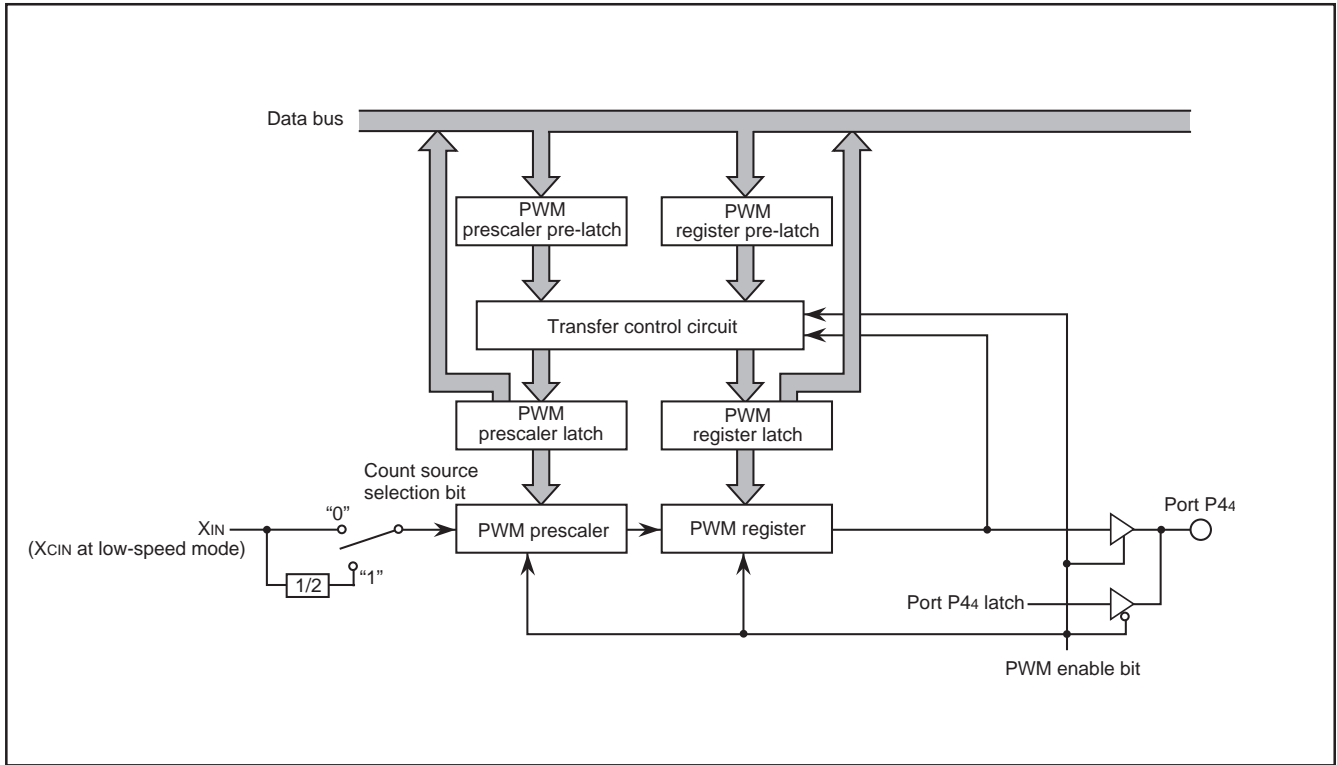 Data bus
PWM
prescaler pre-latch
PWM
register pre-latch
Transfer control circuit
PWM
prescaler latch
PWM
register latch
Count source
selection bit
“0”
XIN
(XCIN at low-speed mode)
“1”
1/2
PWM prescaler
PWM register
Port P44
Port P44 latch
PWM enable bit